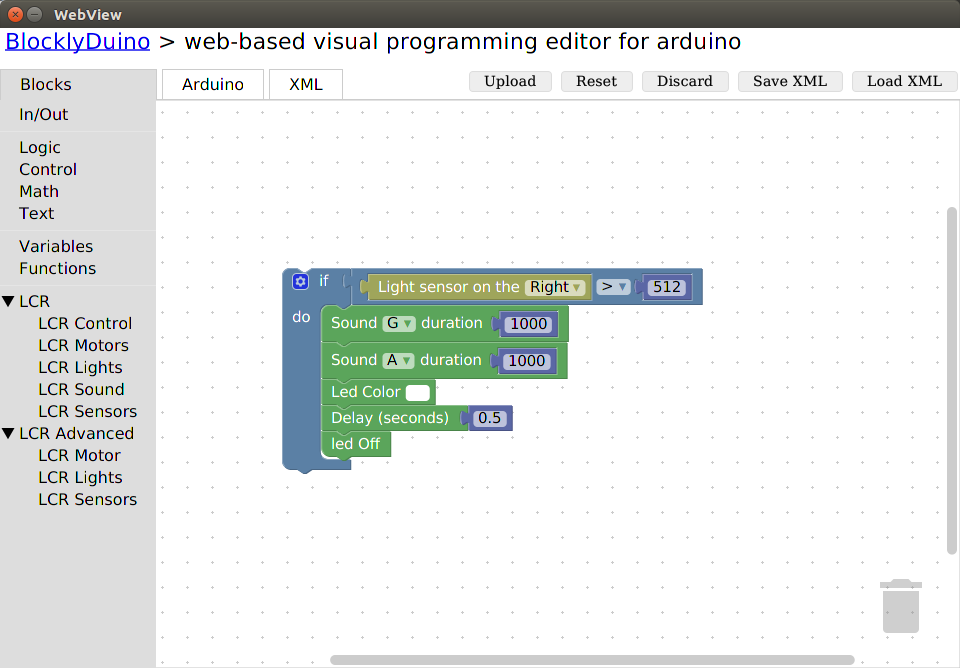 WebView
BlocklyDuino > web-based visual programming editor for arduino
Blocks
Arduino XML Upload Reset Discard Save XML Load XML
In/Out
Logic
Control
Math
Text
Variables
Functions
LCR
LCR Control
LCR Motors
LCR Lights
LCR Sound
LCR Sensors
LCR Advanced
LCR Motor
LCR Lights
LCR Sensors
if Light sensor on the Right > 512
do Sound G duration 1000
Sound A duration 1000
Led Color
Delay (seconds) 0.5
led Off